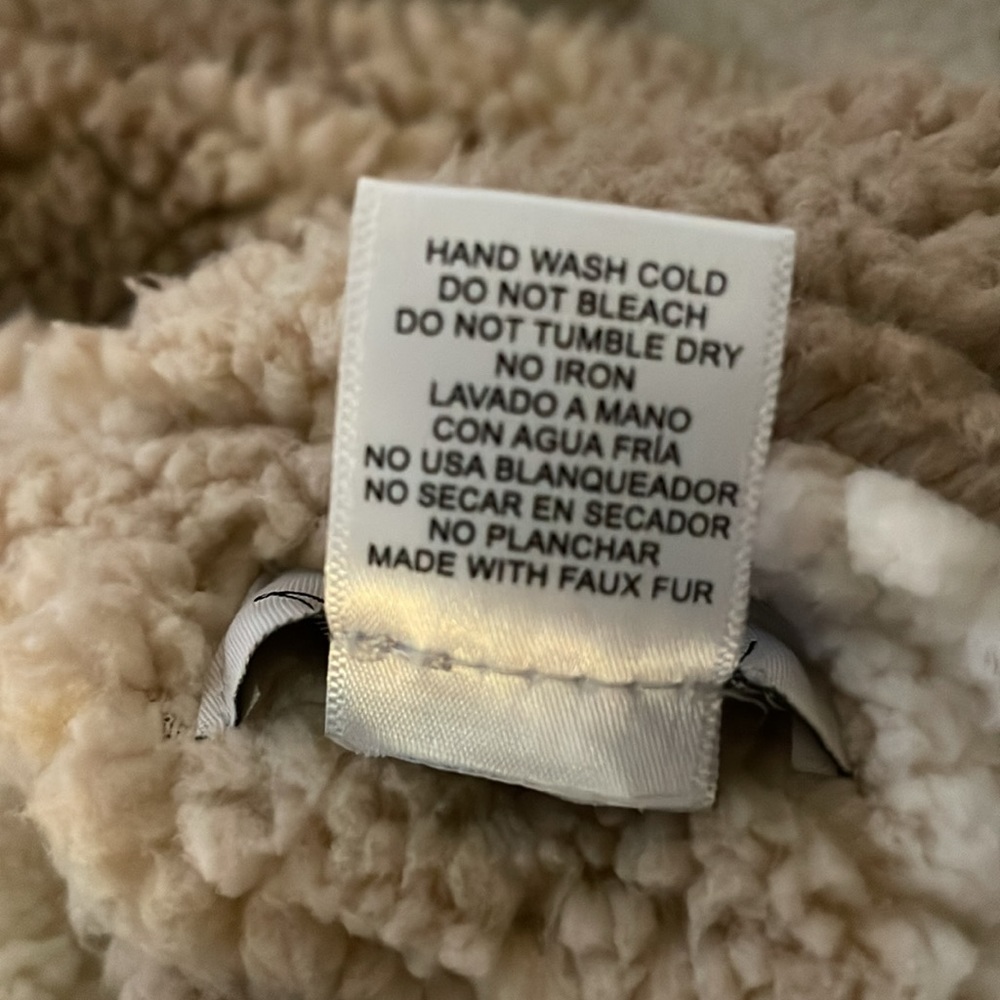 HAND WASH COLD
DO NOT BLEACH
DO NOT TUMBLE DRY
NO IRON
LAVADO A MANO
CON AGUA FRÍA
NO USA BLANQUEADOR
NO SECAR EN SECADOR
NO PLANCHAR
MADE WITH FAUX FUR